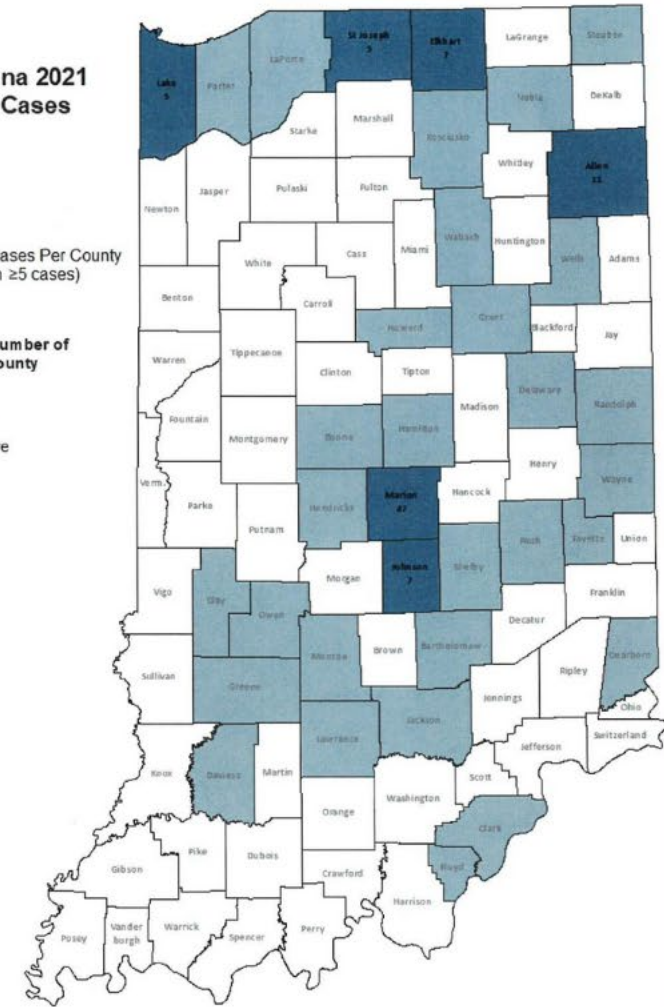 na 2021
Cases
ases Per County
≥5 cases)
umber of
ounty
e
Lake
5
Porter
LaPorte
St Joseph
5
Elkhart
7
LaGrange
Steuben
Noble
DeKalb
Starke
Marshall
Kosciusko
Whitley
Allen
11
Newton
Jasper
Pulaski
Fulton
Wabash
Huntington
Wells
Adams
White
Cass
Miami
Benton
Carroll
Howard
Grant
Blackford
Jay
Warren
Tippecanoe
Clinton
Tipton
Madison
Delaware
Randolph
Fountain
Montgomery
Boone
Hamilton
Henry
Wayne
Verm.
Parke
Putnam
Hendricks
Marion
47
Hancock
Rush
Fayette
Union
Vigo
Clay
Owen
Morgan
Johnson
7
Shelby
Franklin
Decatur
Sullivan
Greene
Monroe
Brown
Bartholomew
Dearborn
Ripley
Jennings
Ohio
Switzerland
Knox
Daviess
Martin
Lawrence
Jackson
Jefferson
Scott
Washington
Orange
Clark
Floyd
Gibson
Pike
Dubois
Crawford
Harrison
Posey
Vander
burgh
Warrick
Spencer
Perry